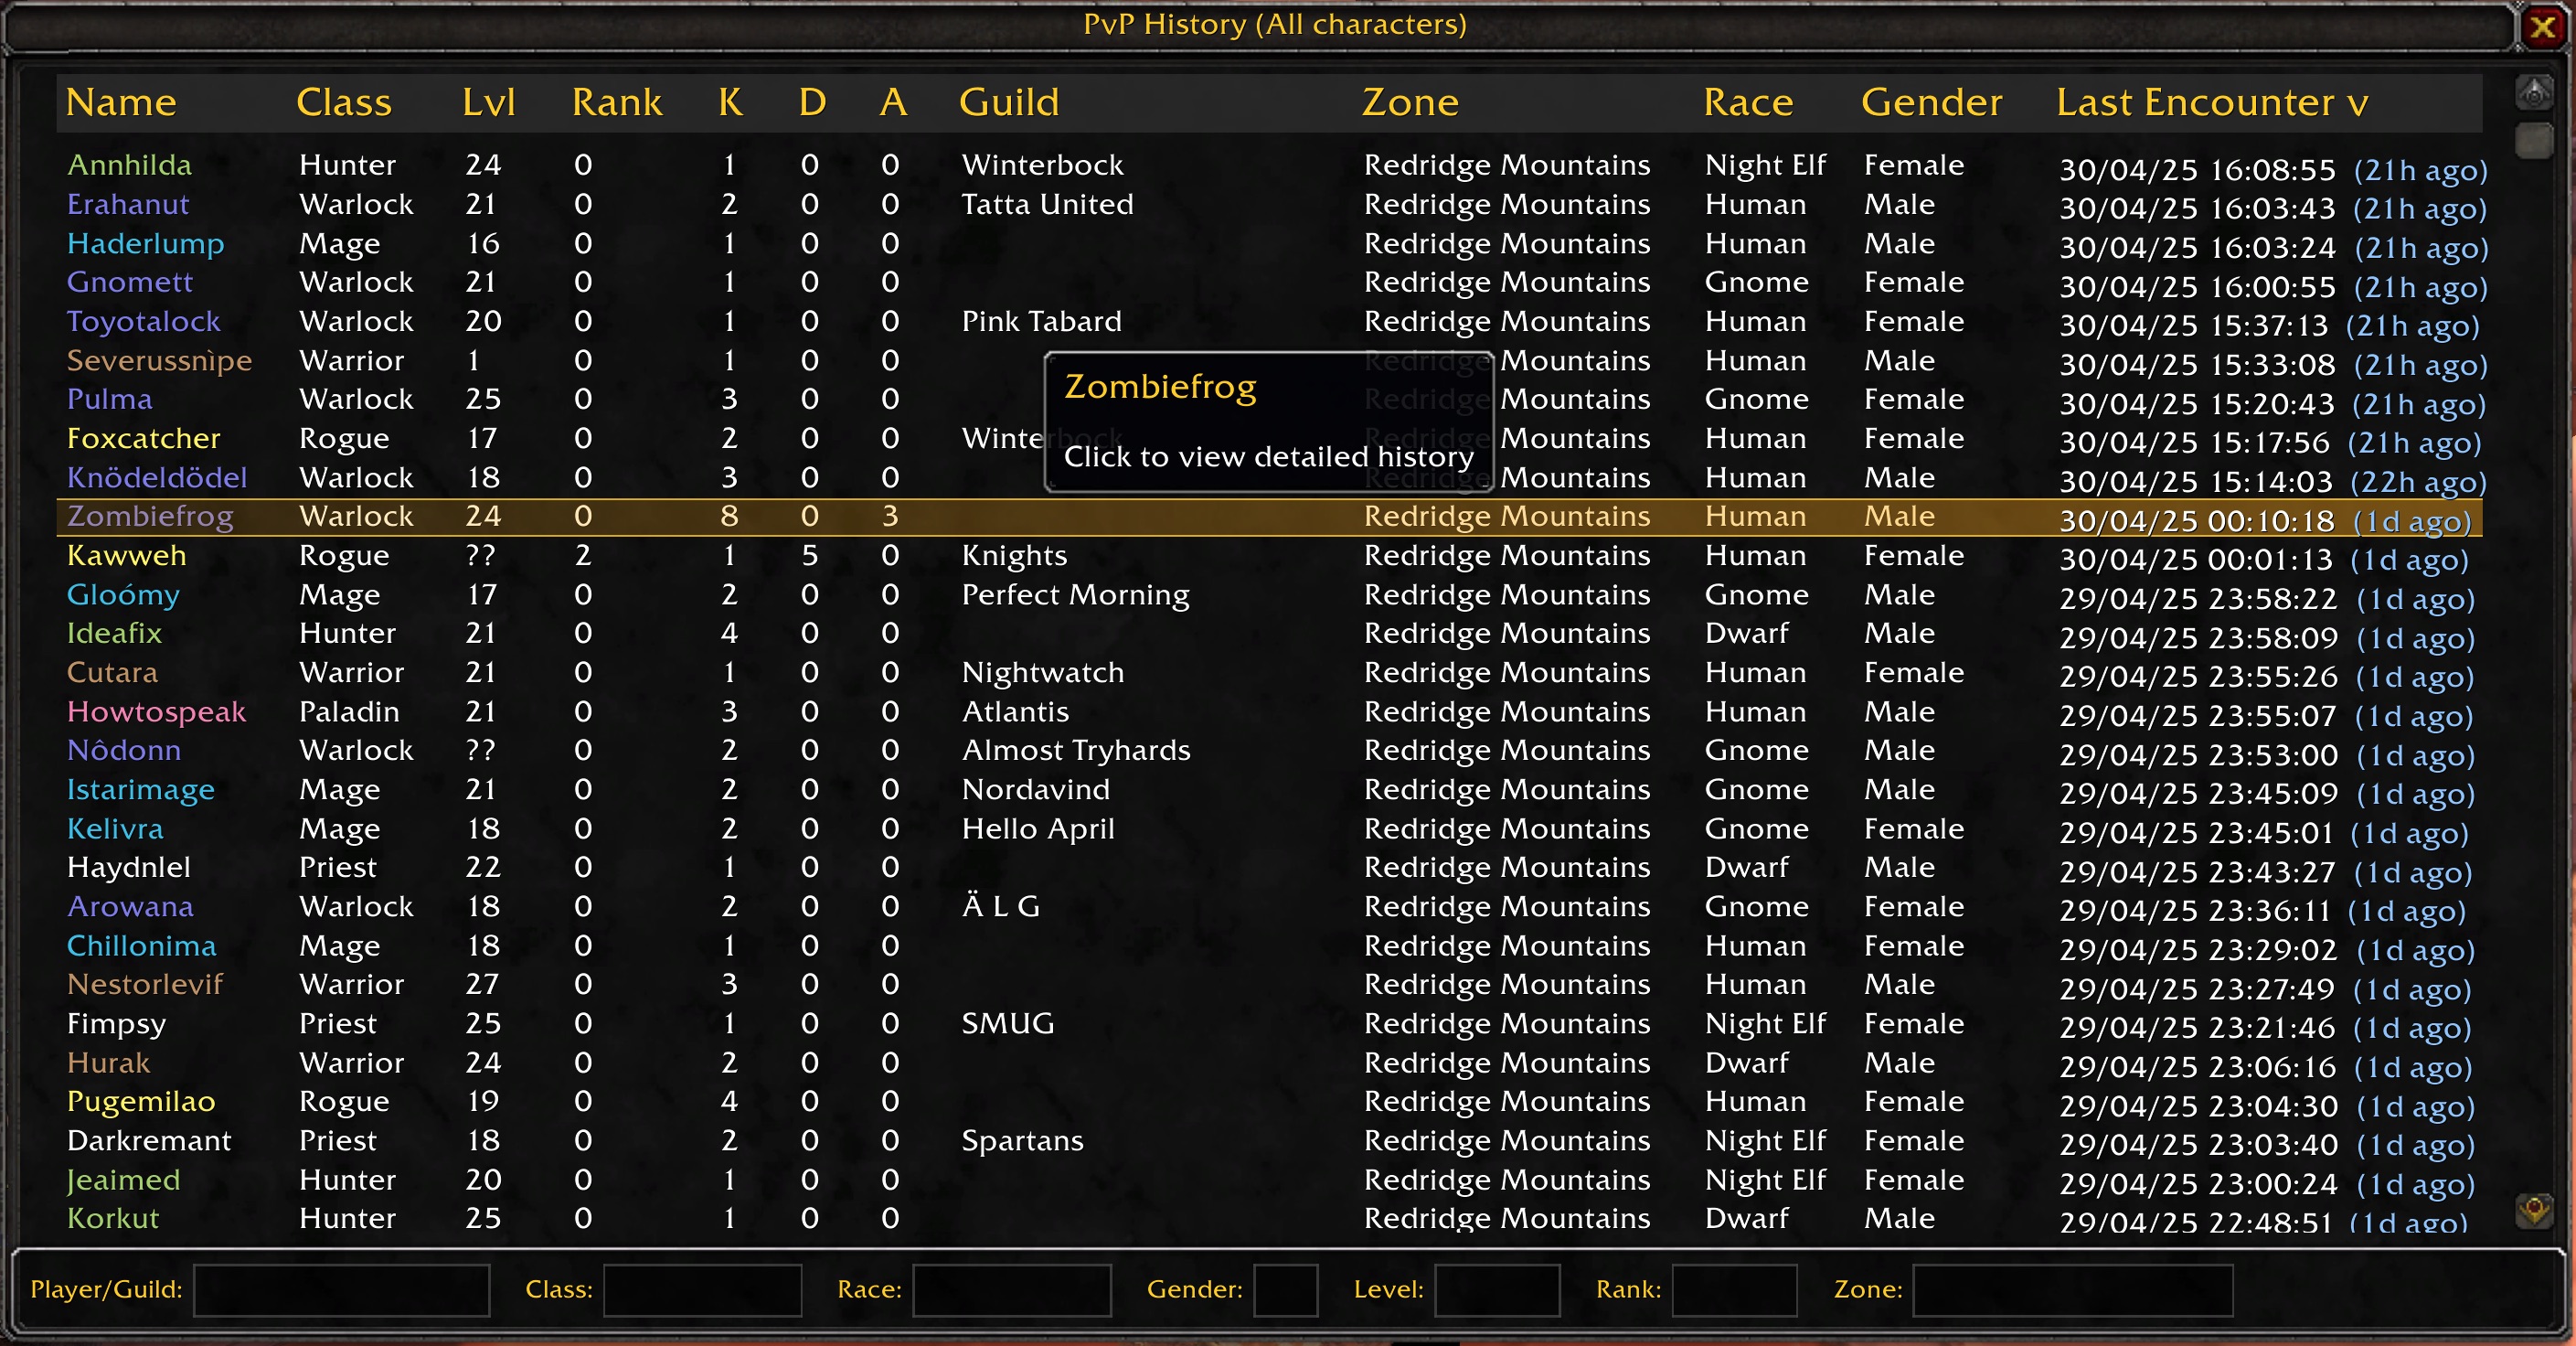 PvP History (All characters)
Name Class Lvl Rank K D A Guild Zone Race Gender Last Encounter v
Annhilda Hunter 24 0 1 0 0 Winterbock Redridge Mountains Night Elf Female 30/04/25 16:08:55 (21h ago)
Erahanut Warlock 21 0 2 0 0 Tatta United Redridge Mountains Human Male 30/04/25 16:03:43 (21h ago)
Haderlump Mage 16 0 1 0 0 Redridge Mountains Human Male 30/04/25 16:03:24 (21h ago)
Gnomett Warlock 21 0 1 0 0 Redridge Mountains Gnome Female 30/04/25 16:00:55 (21h ago)
Toyotalock Warlock 20 0 1 0 0 Pink Tabard Redridge Mountains Human Female 30/04/25 15:37:13 (21h ago)
Severussnìpe Warrior 1 0 1 0 0 Redridge Mountains Human Male 30/04/25 15:33:08 (21h ago)
Zombiefrog
Pulma Warlock 25 0 3 0 0 Redridge Mountains Gnome Female 30/04/25 15:20:43 (21h ago)
Foxcatcher Rogue 17 0 2 0 0 Winterbock Redridge Mountains Human Female 30/04/25 15:17:56 (21h ago)
Click to view detailed history
Knödeldödel Warlock 18 0 3 0 0 Redridge Mountains Human Male 30/04/25 15:14:03 (22h ago)
Zombiefrog Warlock 24 0 8 0 3 Redridge Mountains Human Male 30/04/25 00:10:18 (1d ago)
Kawweh Rogue ?? 2 1 5 0 Knights Redridge Mountains Human Female 30/04/25 00:01:13 (1d ago)
Gloómy Mage 17 0 2 0 0 Perfect Morning Redridge Mountains Gnome Male 29/04/25 23:58:22 (1d ago)
Ideafix Hunter 21 0 4 0 0 Redridge Mountains Dwarf Male 29/04/25 23:58:09 (1d ago)
Cutara Warrior 21 0 1 0 0 Nightwatch Redridge Mountains Human Female 29/04/25 23:55:26 (1d ago)
Howtospeak Paladin 21 0 3 0 0 Atlantis Redridge Mountains Human Male 29/04/25 23:55:07 (1d ago)
Nôdonn Warlock ?? 0 2 0 0 Almost Tryhards Redridge Mountains Gnome Male 29/04/25 23:53:00 (1d ago)
Istarimage Mage 21 0 2 0 0 Nordavind Redridge Mountains Gnome Male 29/04/25 23:45:09 (1d ago)
Kelivra Mage 18 0 2 0 0 Hello April Redridge Mountains Gnome Female 29/04/25 23:45:01 (1d ago)
Haydnlel Priest 22 0 1 0 0 Redridge Mountains Dwarf Male 29/04/25 23:43:27 (1d ago)
Arowana Warlock 18 0 2 0 0 Ä L G Redridge Mountains Gnome Female 29/04/25 23:36:11 (1d ago)
Chillonima Mage 18 0 1 0 0 Redridge Mountains Human Female 29/04/25 23:29:02 (1d ago)
Nestorlevif Warrior 27 0 3 0 0 Redridge Mountains Human Male 29/04/25 23:27:49 (1d ago)
Fimpsy Priest 25 0 1 0 0 SMUG Redridge Mountains Night Elf Female 29/04/25 23:21:46 (1d ago)
Hurak Warrior 24 0 2 0 0 Redridge Mountains Dwarf Male 29/04/25 23:06:16 (1d ago)
Pugemilao Rogue 19 0 4 0 0 Redridge Mountains Human Female 29/04/25 23:04:30 (1d ago)
Darkremant Priest 18 0 2 0 0 Spartans Redridge Mountains Night Elf Female 29/04/25 23:03:40 (1d ago)
Jeaimed Hunter 20 0 1 0 0 Redridge Mountains Night Elf Female 29/04/25 23:00:24 (1d ago)
Korkut Hunter 25 0 1 0 0 Redridge Mountains Dwarf Male 29/04/25 22:48:51 (1d ago)
Player/Guild: Class: Race: Gender: Level: Rank: Zone: